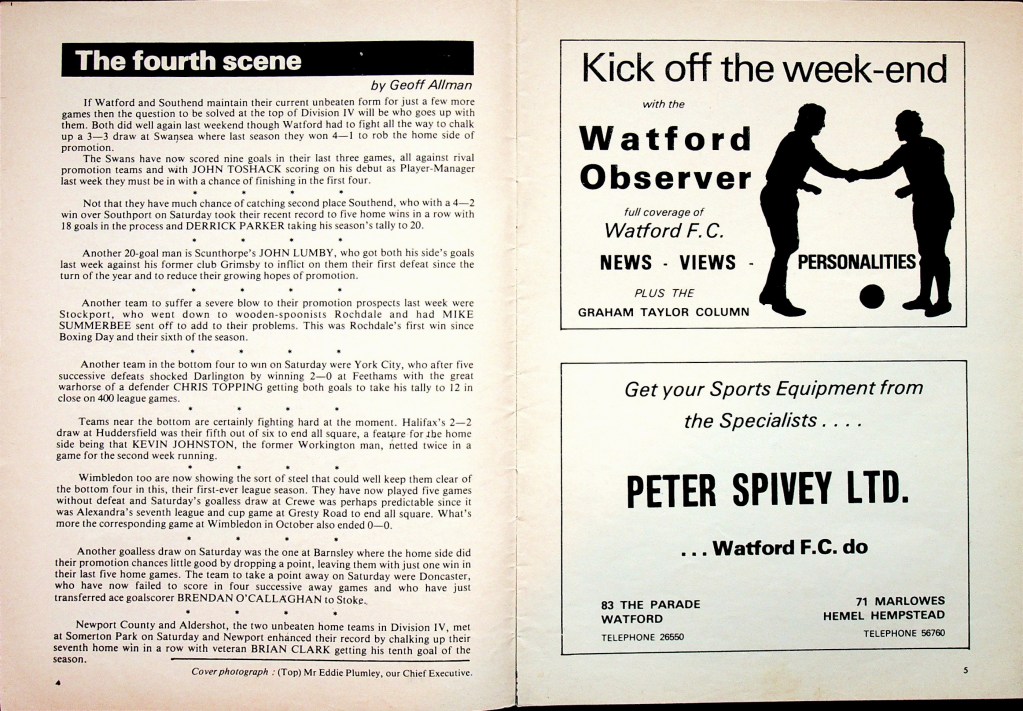 The fourth scene
by Geoff Allman
If Watford and Southend maintain their current unbeaten form for just a few more
games then the question to be solved at the top of Division IV will be who goes up with
them. Both did well again last weekend though Watford had to fight all the way to chalk
up a 3—3 draw at Swansea where last season they won 4—1 to rob the home side of
promotion.
The Swans have now scored nine goals in their last three games, all against rival
promotion teams and with JOHN TOSHACK scoring on his debut as Player-Manager
last week they must be in with a chance of finishing in the first four.
* * * *
Not that they have much chance of catching second place Southend, who with a 4—2
win over Southport on Saturday took their recent record to five home wins in a row with
18 goals in the process and DERRICK PARKER taking his season's tally to 20.
* * * *
Another 20-goal man is Scunthorpe's JOHN LUMBY, who got both his side's goals
last week against his former club Grimsby to inflict on them their first defeat since the
turn of the year and to reduce their growing hopes of promotion.
* * * *
Another team to suffer a severe blow to their promotion prospects last week were
Stockport, who went down to wooden-spoonists Rochdale and had MIKE
SUMMERBEE sent off to add to their problems. This was Rochdale's first win since
Boxing Day and their sixth of the season.
* * * *
Another team in the bottom four to win on Saturday were York City, who after five
successive defeats shocked Darlington by winning 2—0 at Feethams with the great
warhorse of a defender CHRIS TOPPING getting both goals to take his tally to 12 in
close on 400 league games.
* * * *
Teams near the bottom are certainly fighting hard at the moment. Halifax's 2—2
draw at Huddersfield was their fifth out of six to end all square, a feature for the home
side being that KEVIN JOHNSTON, the former Workington man, netted twice in a
game for the second week running.
* * * *
Wimbledon too are now showing the sort of steel that could well keep them clear of
the bottom four in this, their first-ever league season. They have now played five games
without defeat and Saturday's goalless draw at Crewe was perhaps predictable since it
was Alexandra's seventh league and cup game at Gresty Road to end all square. What's
more the corresponding game at Wimbledon in October also ended 0—0.
* * * *
Another goalless draw on Saturday was the one at Barnsley where the home side did
their promotion chances little good by dropping a point, leaving them with just one win in
their last five home games. The team to take a point away on Saturday were Doncaster,
who have now failed to score in four successive away games and who have just
transferred ace goalscorer BRENDAN O'CALLAGHAN to Stoke.
* * * *
Newport County and Aldershot, the two unbeaten home teams in Division IV, met
at Somerton Park on Saturday and Newport enhanced their record by chalking up their
seventh home win in a row with veteran BRIAN CLARK getting his tenth goal of the
season.
Cover photograph : (Top) Mr Eddie Plumley, our Chief Executive.
4
Kick off the week-end
with the
Watford
Observer
full coverage of
Watford F.C.
NEWS - VIEWS - PERSONALITIES
PLUS THE
GRAHAM TAYLOR COLUMN
Get your Sports Equipment from
the Specialists . . . .
PETER SPIVEY LTD.
. . . Watford F.C. do
83 THE PARADE
WATFORD
TELEPHONE 26550
71 MARLOWES
HEMEL HEMPSTEAD
TELEPHONE 56760
5